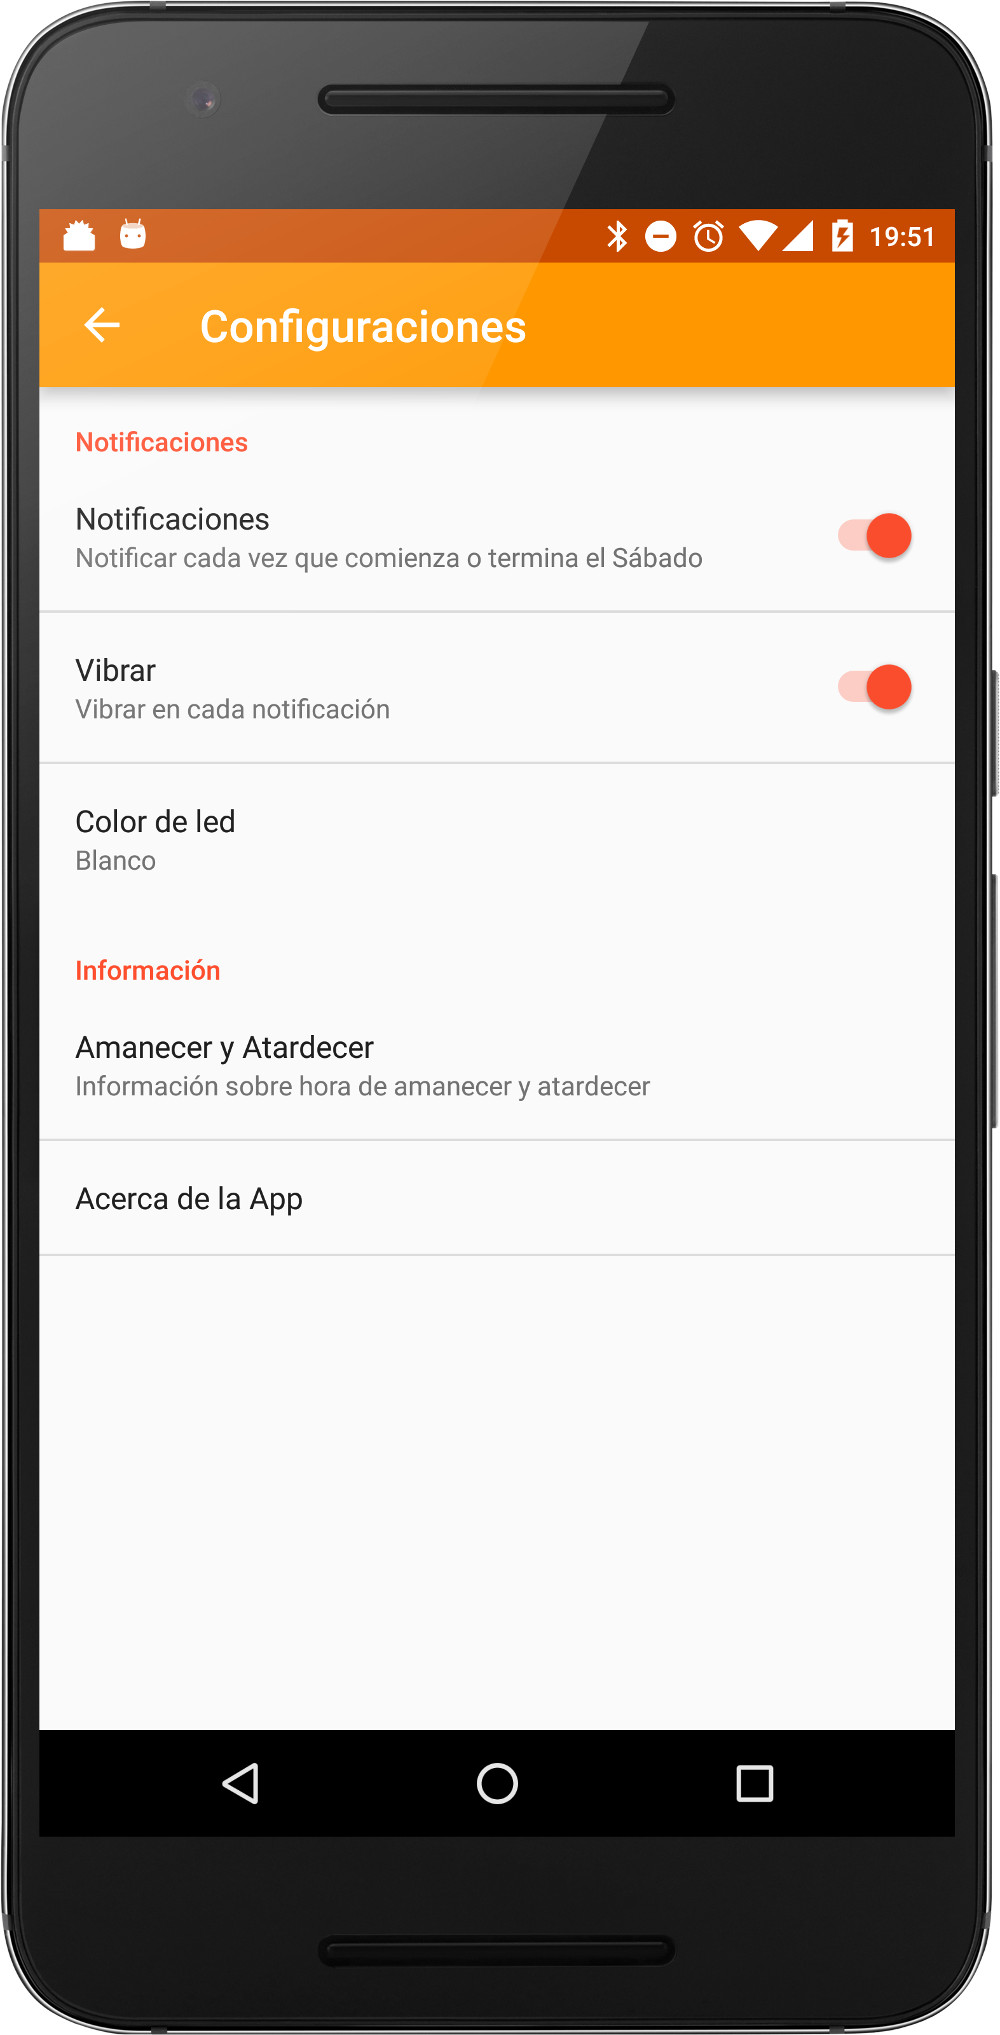 19:51
Configuraciones
Notificaciones
Notificaciones
Notificar cada vez que comienza o termina el Sábado
Vibrar
Vibrar en cada notificación
Color de led
Blanco
Información
Amanecer y Atardecer
Información sobre hora de amanecer y atardecer
Acerca de la App